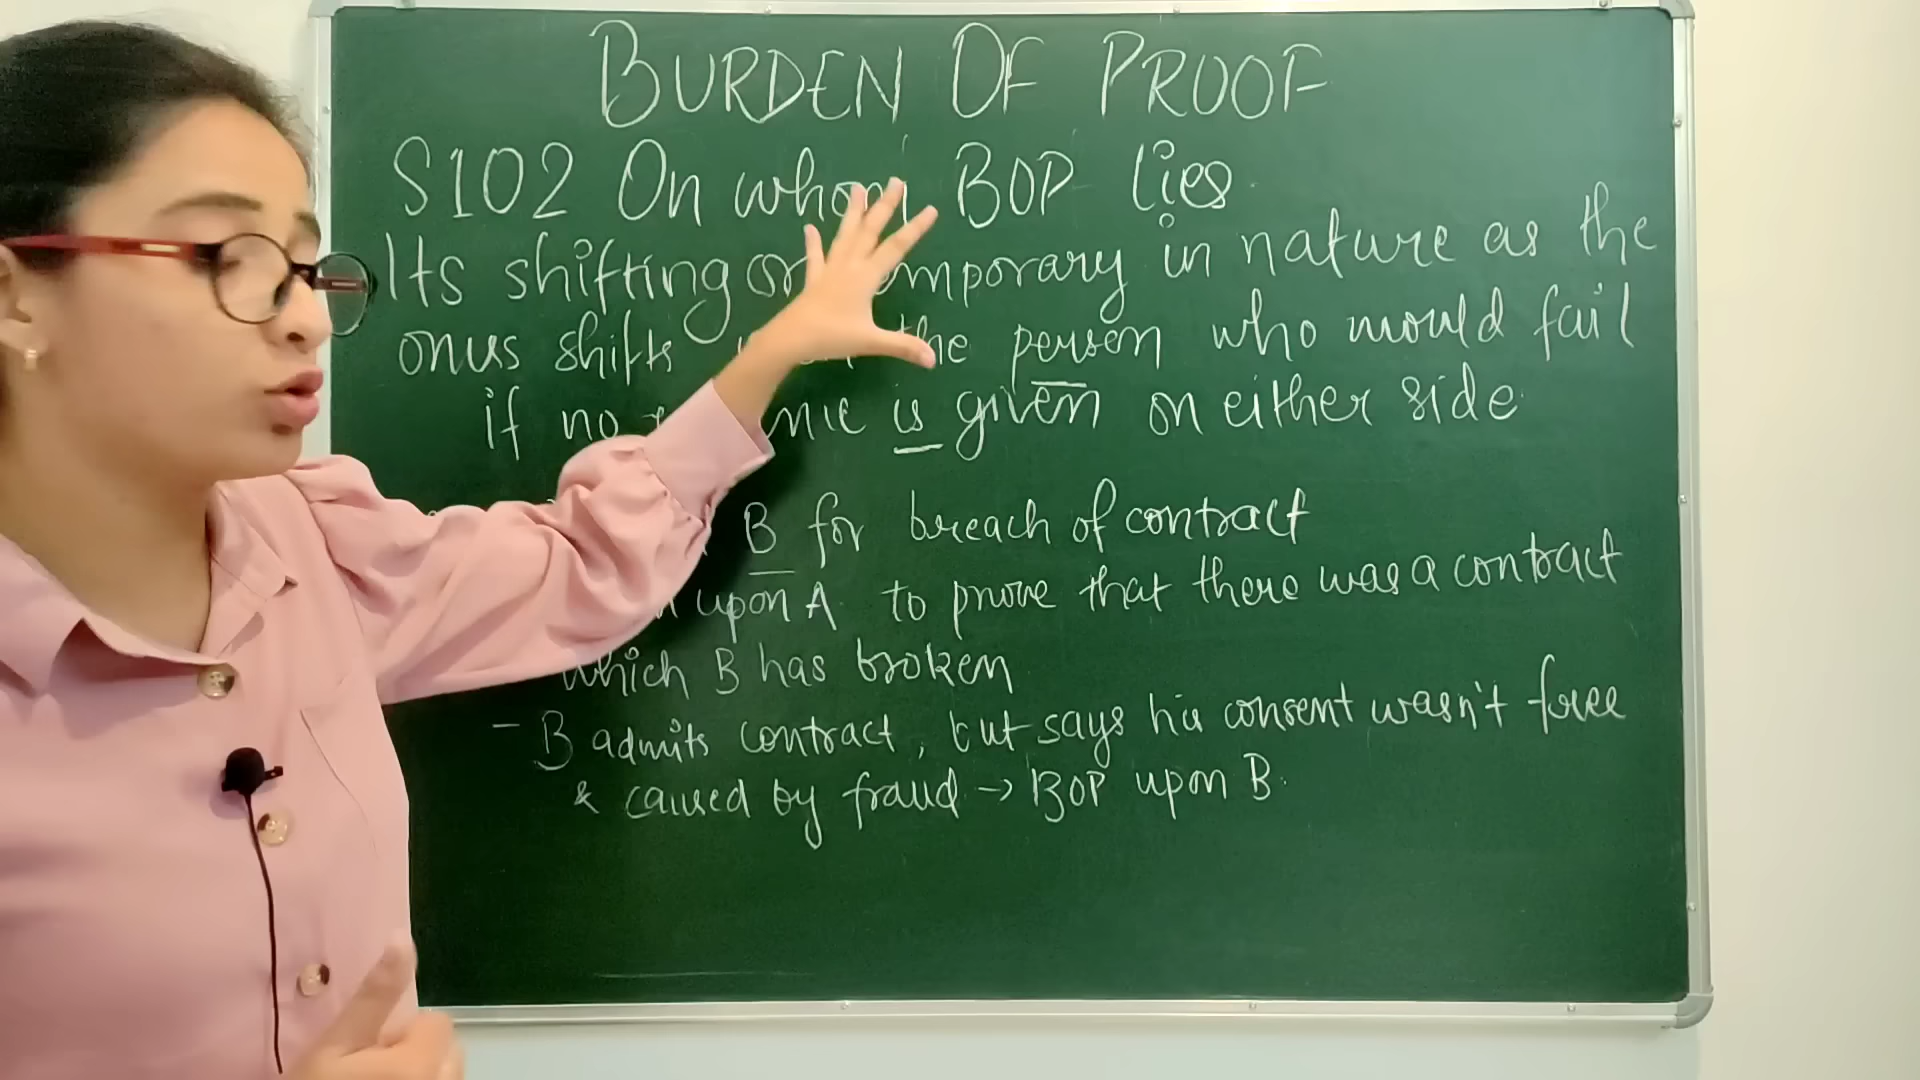 BURDEN OF PROOF
S102 On whom BOP lies
Its shifting or temporary in nature as the
onus shifts the person who would fail
if no is given on either side
B for breach of contract
upon A to prove that there was a contract
which B has broken
- B admits contract, but says his consent wasn't free
& caused by fraud → BOP upon B.